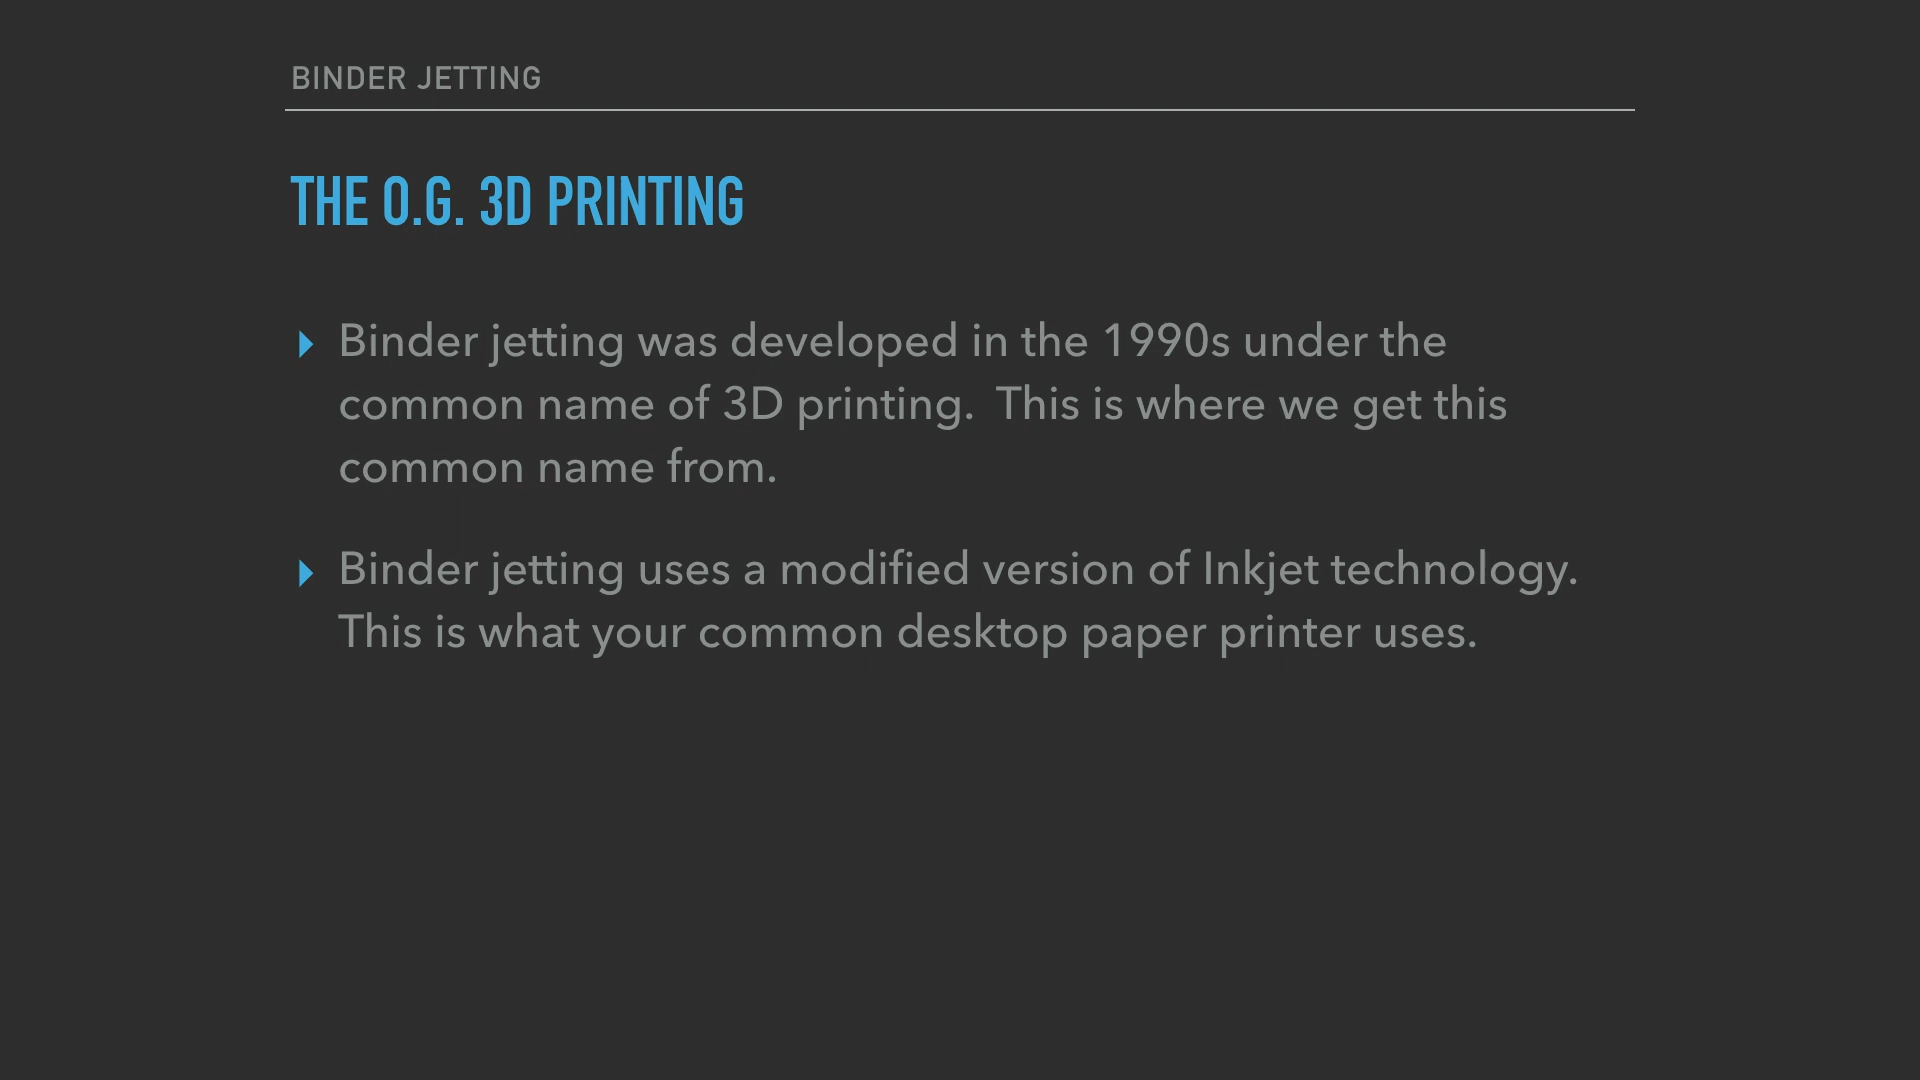 BINDER JETTING
THE O.G. 3D PRINTING
▸ Binder jetting was developed in the 1990s under the
common name of 3D printing.  This is where we get this
common name from.
▸ Binder jetting uses a modified version of Inkjet technology.
This is what your common desktop paper printer uses.